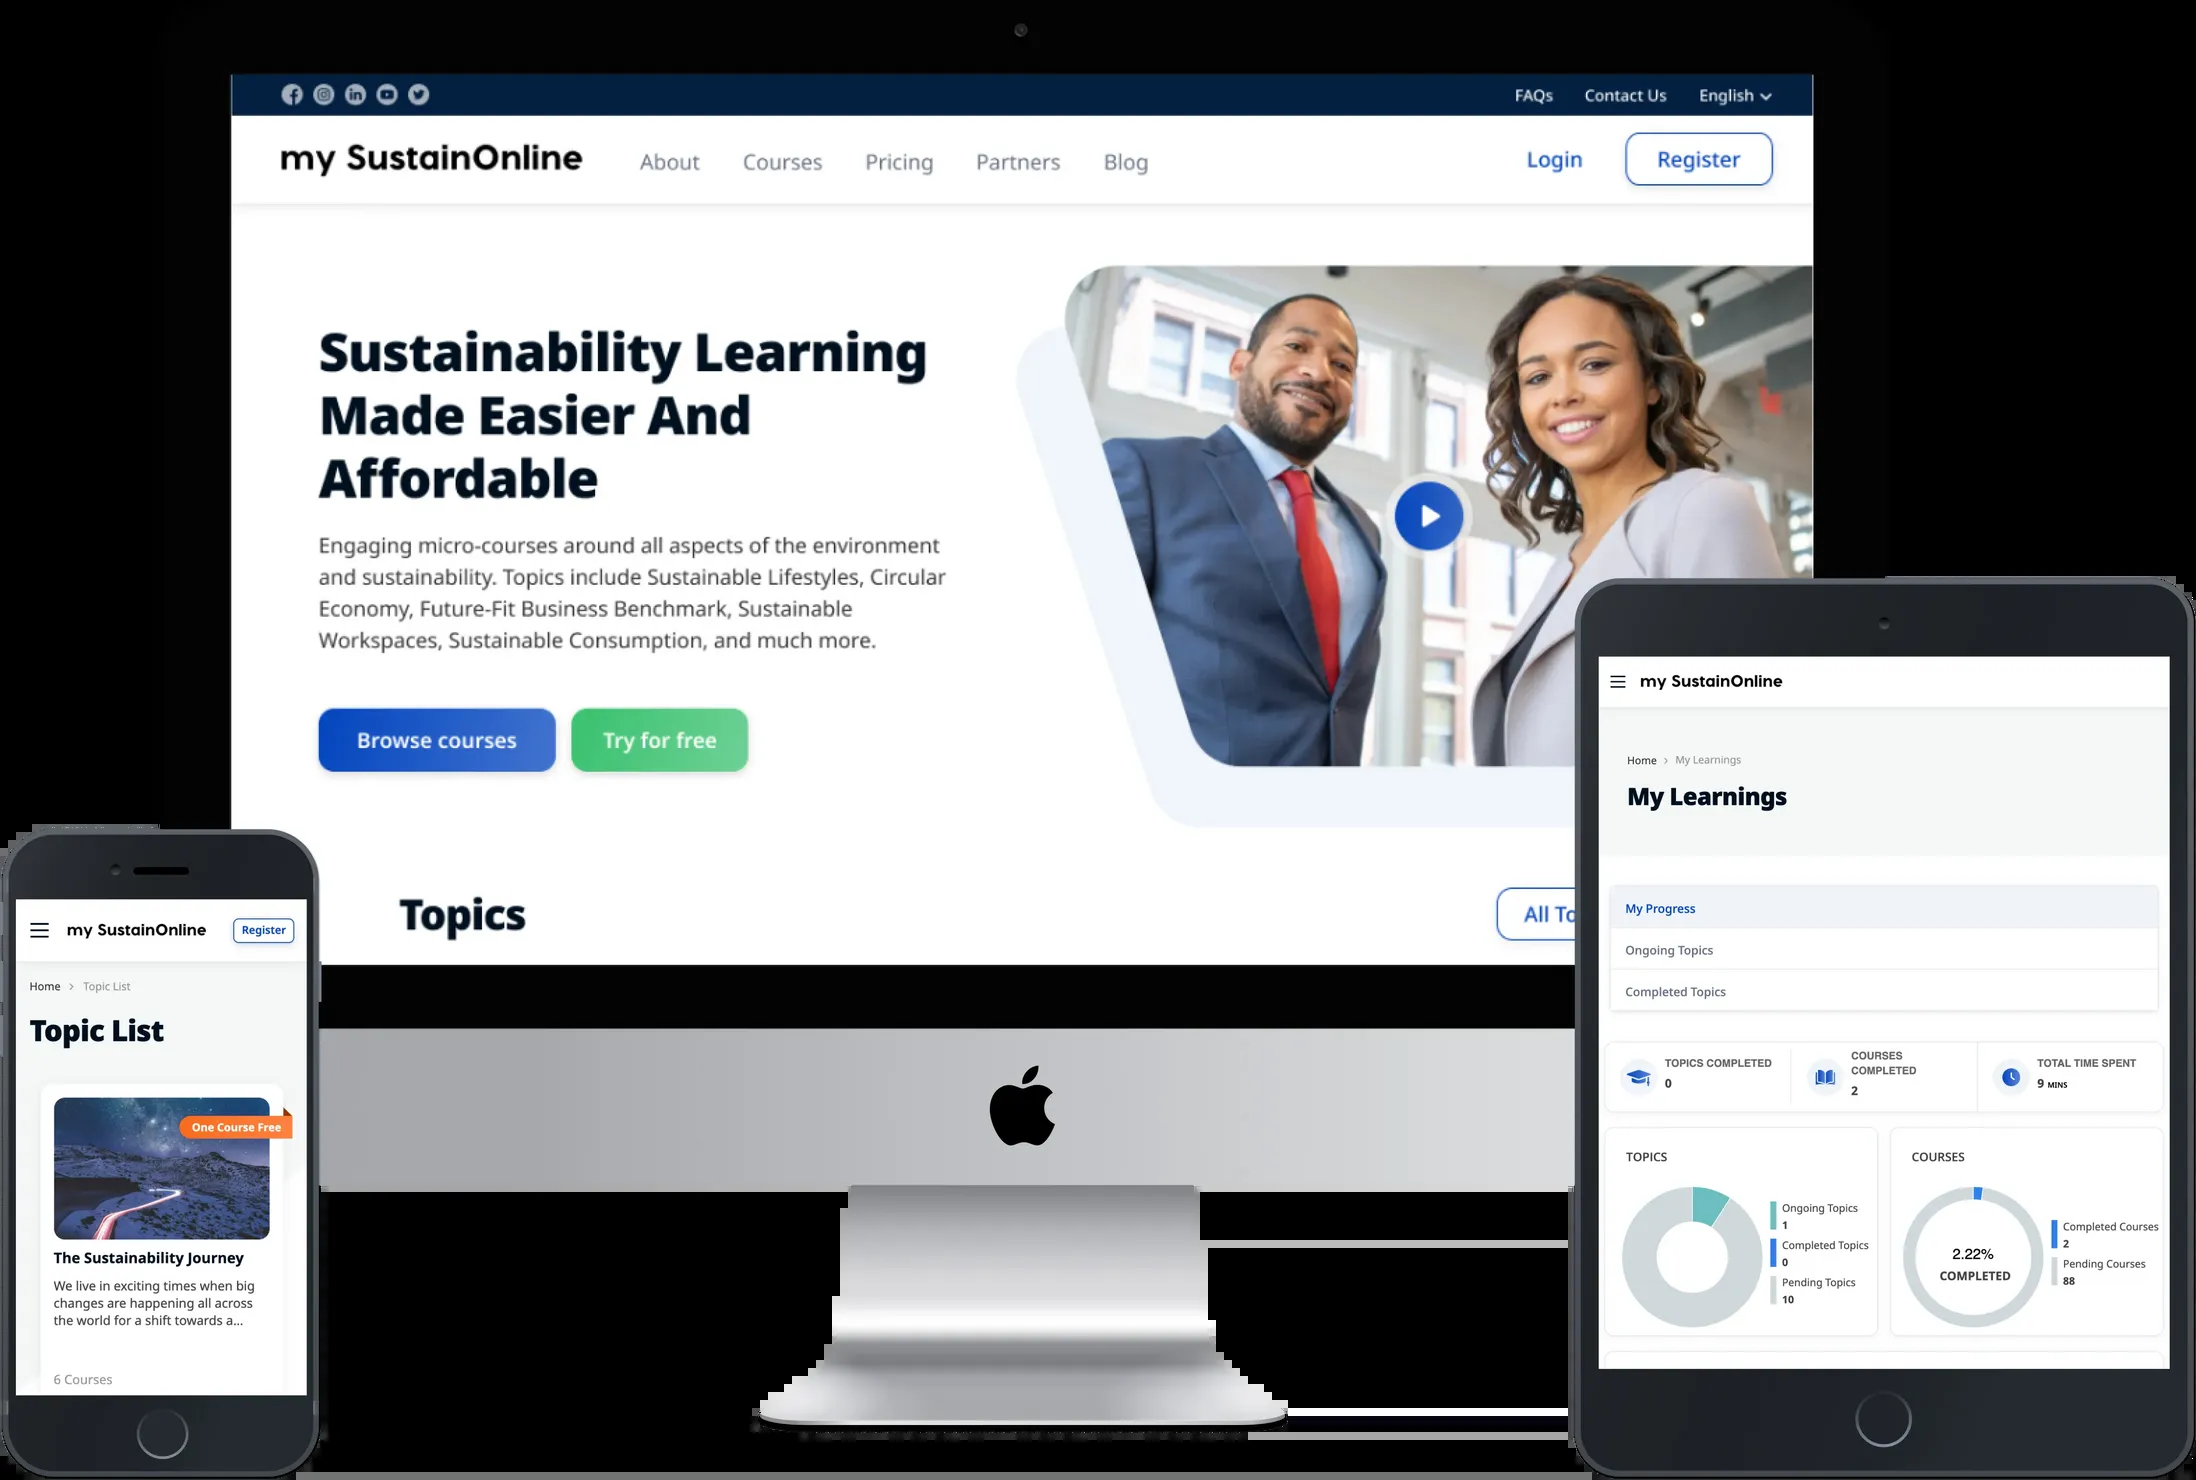 FAQs
Contact Us
English
my SustainOnline
About
Courses
Pricing
Partners
Blog
Login
Register
Sustainability Learning
Made Easier And
Affordable
Engaging micro-courses around all aspects of the environment
and sustainability. Topics include Sustainable Lifestyles, Circular
Economy, Future-Fit Business Benchmark, Sustainable
Workspaces, Sustainable Consumption, and much more.
Browse courses
Try for free
Topics
All To
my SustainOnline
Register
Home > Topic List
Topic List
One Course Free
The Sustainability Journey
We live in exciting times when big
changes are happening all across
the world for a shift towards a...
6 Courses
my SustainOnline
Home > My Learnings
My Learnings
My Progress
Ongoing Topics
Completed Topics
TOPICS COMPLETED
0
COURSES
COMPLETED
2
TOTAL TIME SPENT
9 MINS
TOPICS
Ongoing Topics
1
Completed Topics
0
Pending Topics
10
COURSES
2.22%
COMPLETED
Completed Courses
2
Pending Courses
88